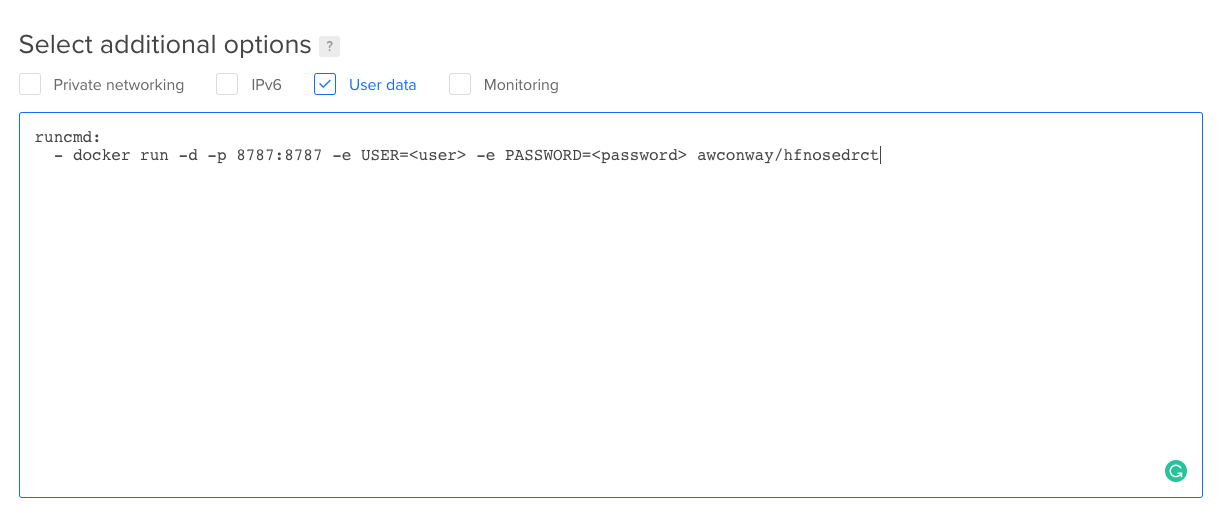 Select additional options ?
Private networking IPv6 User data Monitoring
runcmd:
  - docker run -d -p 8787:8787 -e USER=<user> -e PASSWORD=<password> awconway/hfnosedrct